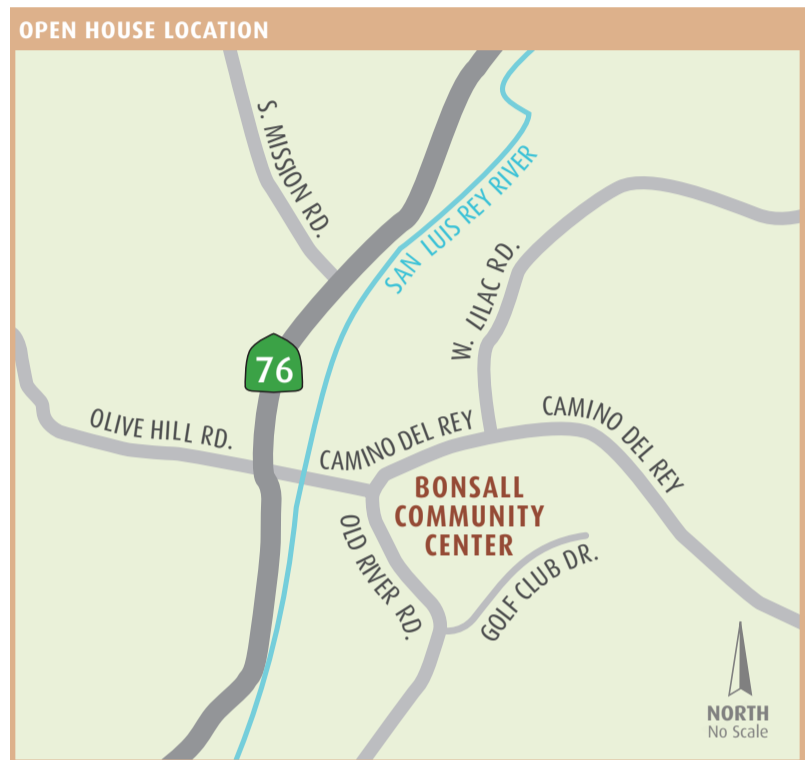 OPEN HOUSE LOCATION
S. MISSION RD.
SAN LUIS REY RIVER
W. LILAC RD.
76
OLIVE HILL RD.
CAMINO DEL REY
CAMINO DEL REY
BONSALL
COMMUNITY
CENTER
OLD RIVER RD.
GOLF CLUB DR.
NORTH
No Scale